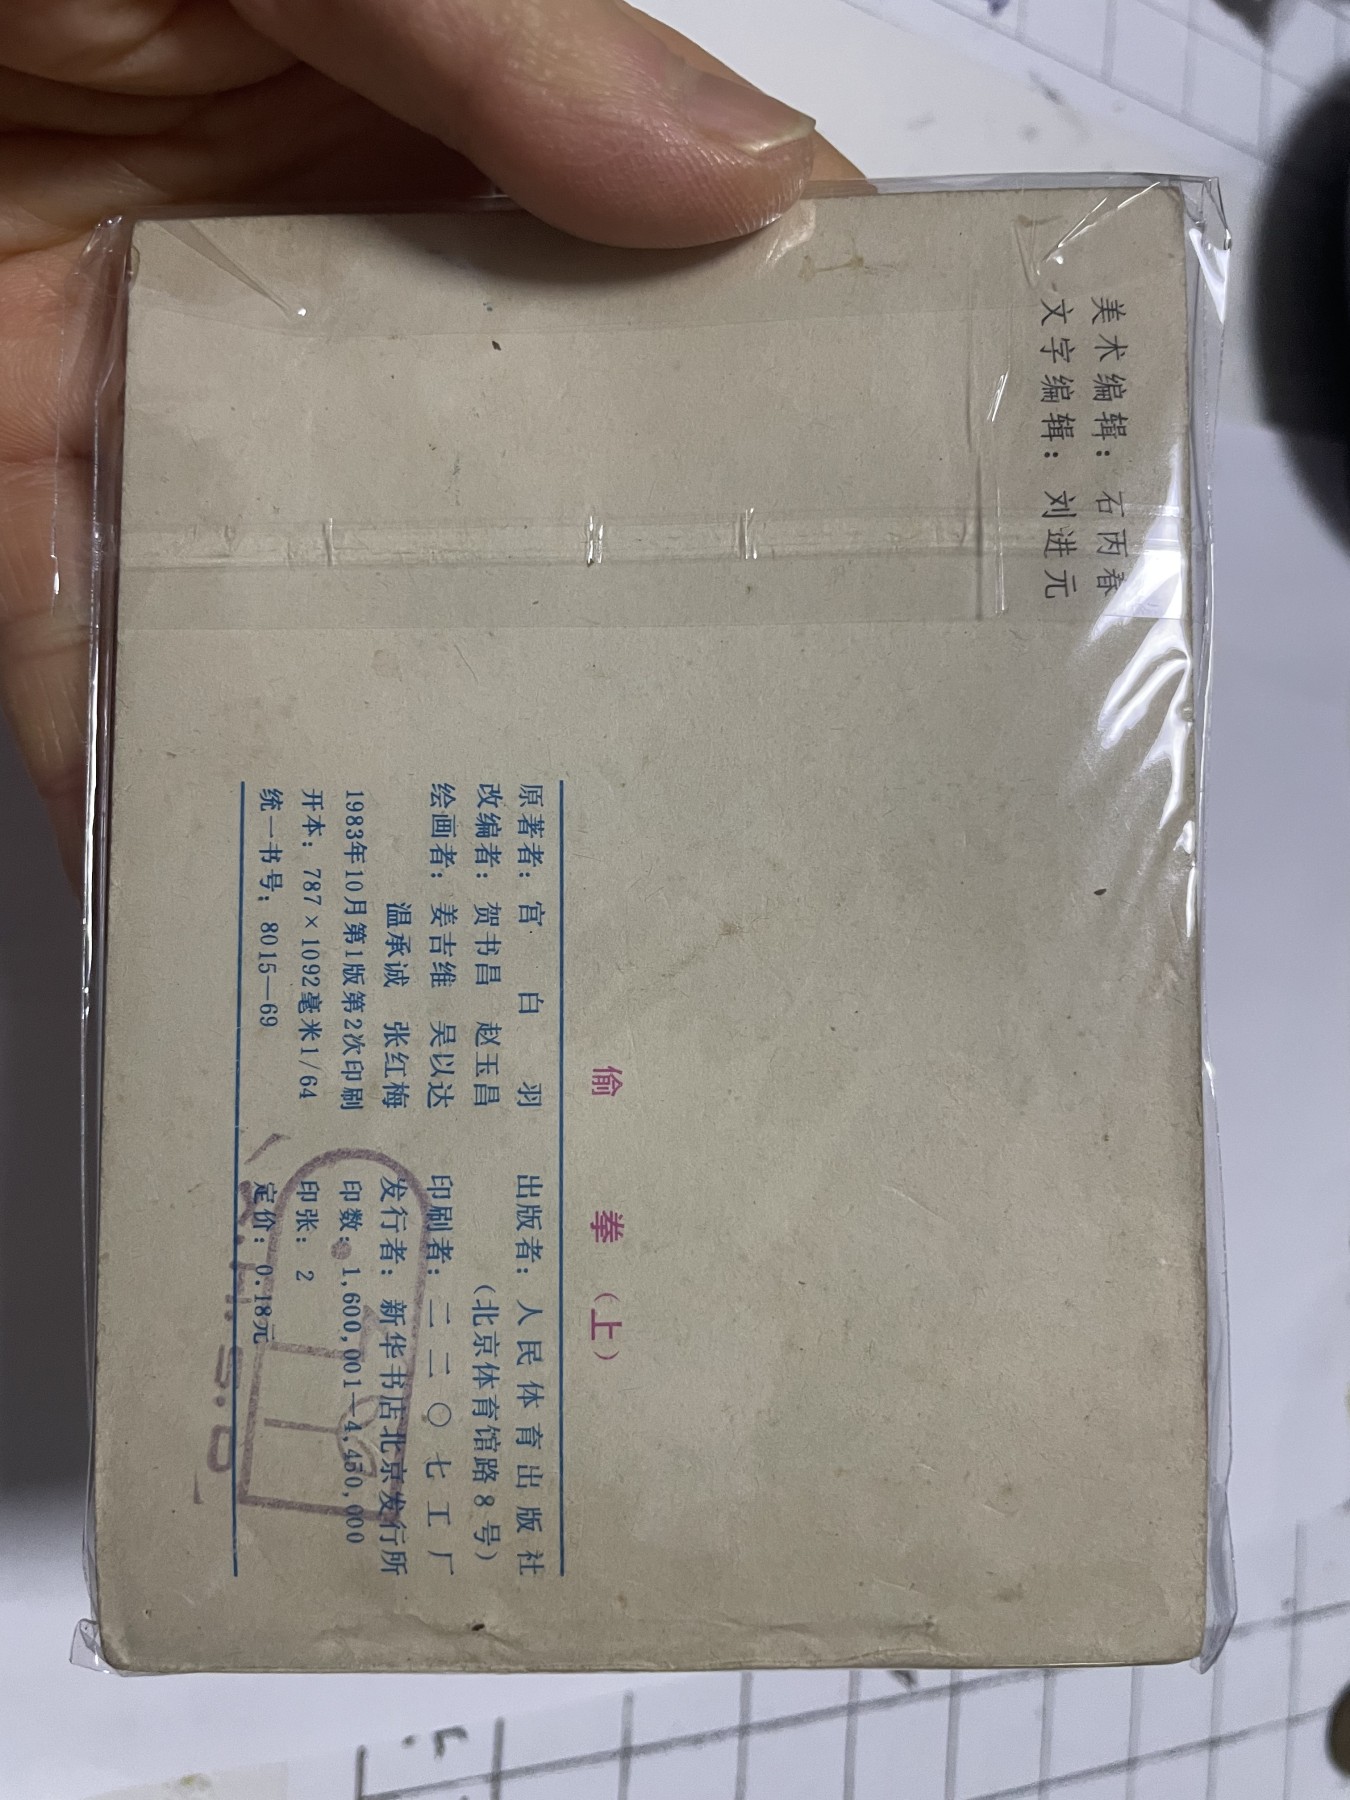 美术编辑：石丙春
文字编辑：刘进元
偷拳（上）
原著者：宫白羽
改编者：贺书昌 赵玉昌
绘画者：姜吉维 吴以达
温承诚 张红梅
1983年10月第1版第2次印刷
开本：787×1092毫米1/64
统一书号：8015—69
出版者：人民体育出版社
（北京体育馆路8号）
印刷者：二二〇七工厂
发行者：新华书店北京发行所
印数：1,600,001—4,450,000
印张：2
定价：0.18元